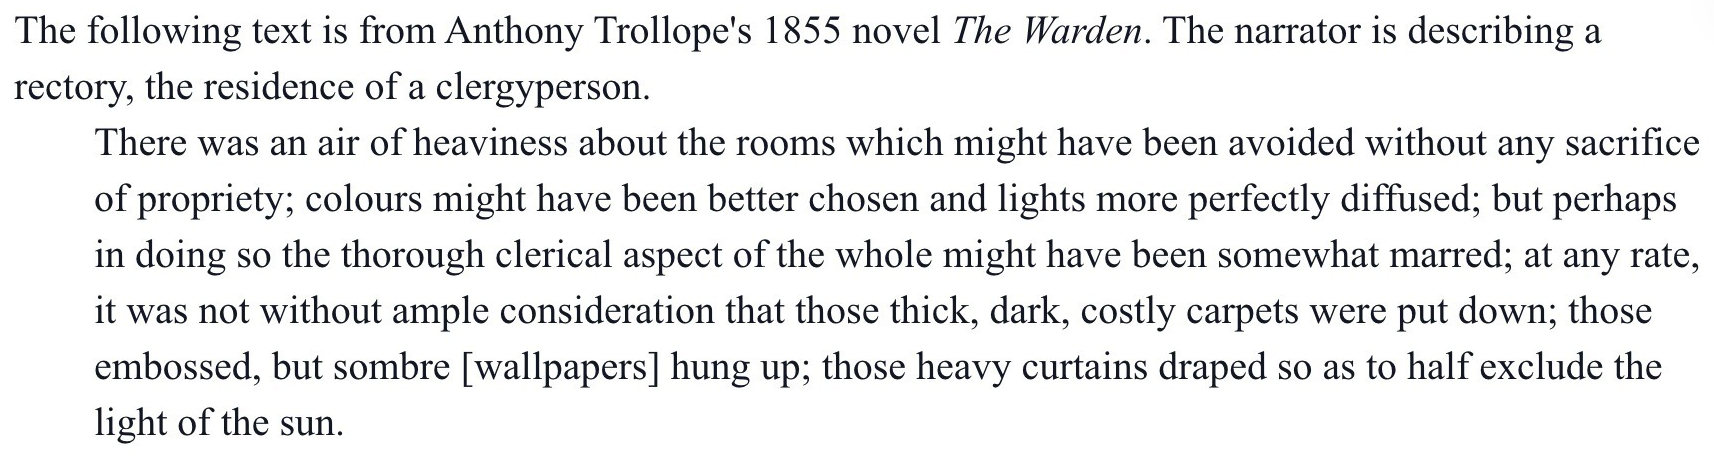 The following text is from Anthony Trollope's 1855 novel The Warden. The narrator is describing a
rectory, the residence of a clergyperson.
There was an air of heaviness about the rooms which might have been avoided without any sacrifice
of propriety; colours might have been better chosen and lights more perfectly diffused; but perhaps
in doing so the thorough clerical aspect of the whole might have been somewhat marred; at any rate,
it was not without ample consideration that those thick, dark, costly carpets were put down; those
embossed, but sombre [wallpapers] hung up; those heavy curtains draped so as to half exclude the
light of the sun.